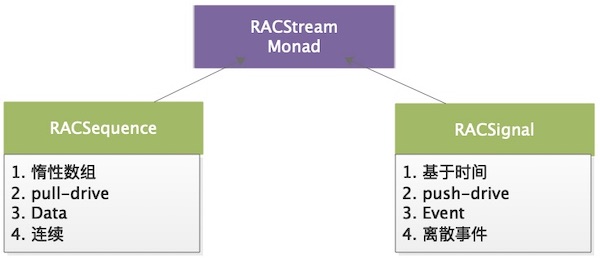 RACStream
Monad
RACSequence
1. 惰性数组
2. pull-drive
3. Data
4. 连续
RACSignal
1. 基于时间
2. push-drive
3. Event
4. 离散事件